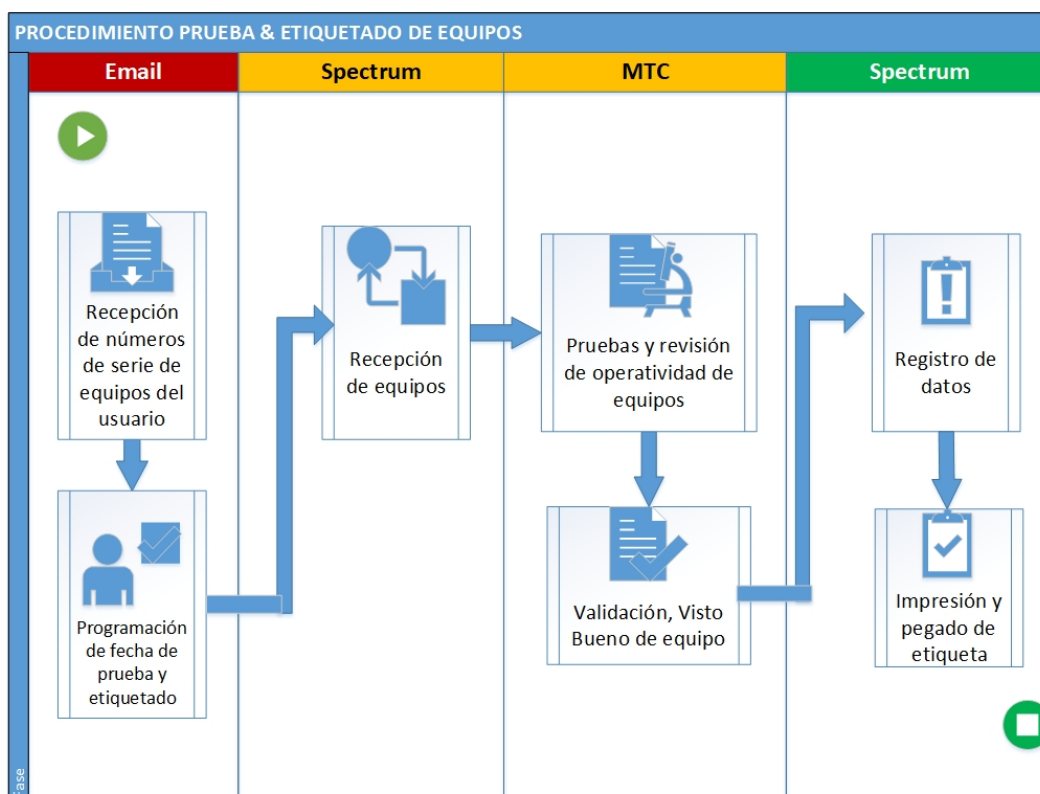 PROCEDIMIENTO PRUEBA & ETIQUETADO DE EQUIPOS
Email
Spectrum
MTC
Spectrum
Recepción
de números
de serie de
equipos del
usuario
Programación
de fecha de
prueba y
etiquetado
Recepción
de equipos
Pruebas y revisión
de operatividad de
equipos
Validación, Visto
Bueno de equipo
Registro de
datos
Impresión y
pegado de
etiqueta
Fase